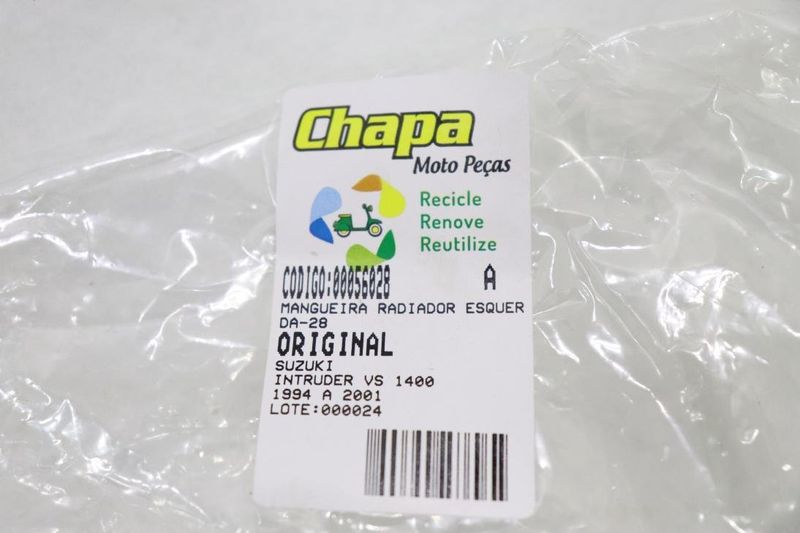 Chapa
Moto Peças
Recicle
Renove
Reutilize
CODIGO:00056028 A
MANGUEIRA RADIADOR ESQUER
DA-28
ORIGINAL
SUZUKI
INTRUDER VS 1400
1994 A 2001
LOTE:000024